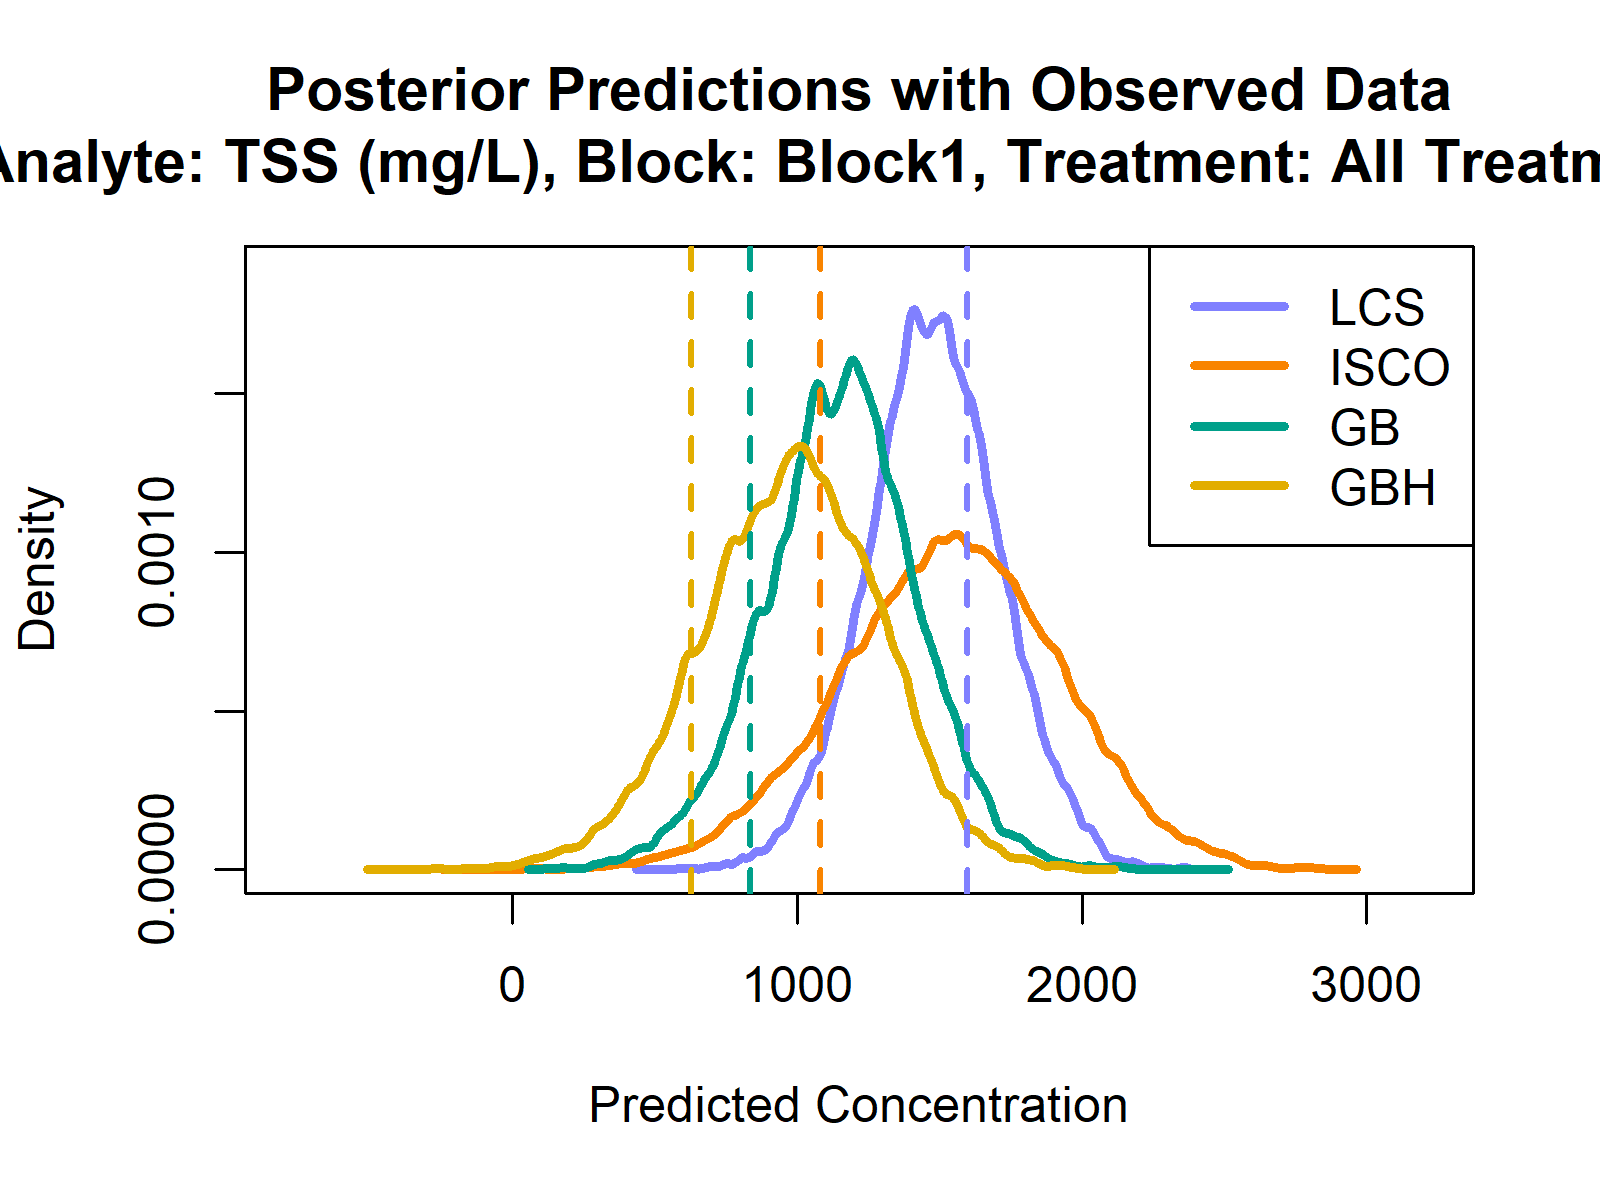 Posterior Predictions with Observed Data
Analyte: TSS (mg/L), Block: Block1, Treatment: All Treatm
LCS
ISCO
GB
GBH
Density
0.0010
0.0000
0
1000
2000
3000
Predicted Concentration